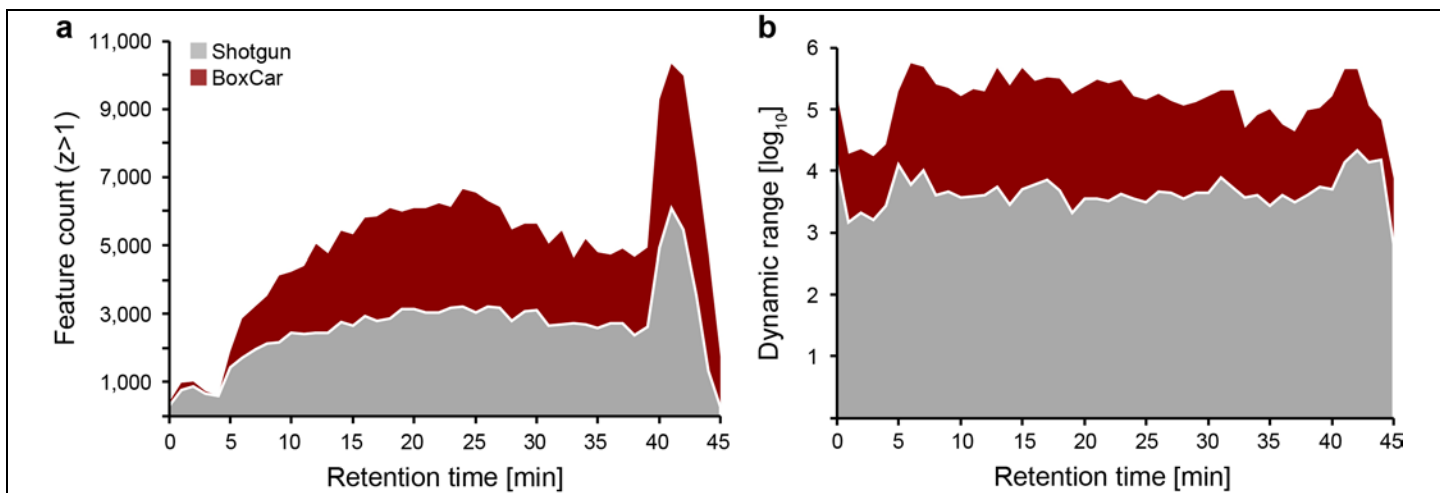 a
11,000
9,000
7,000
5,000
3,000
1,000
Feature count (z>1)
Shotgun
BoxCar
0 5 10 15 20 25 30 35 40 45
Retention time [min]
b
6
5
4
3
2
1
Dynamic range [log10]
0 5 10 15 20 25 30 35 40 45
Retention time [min]